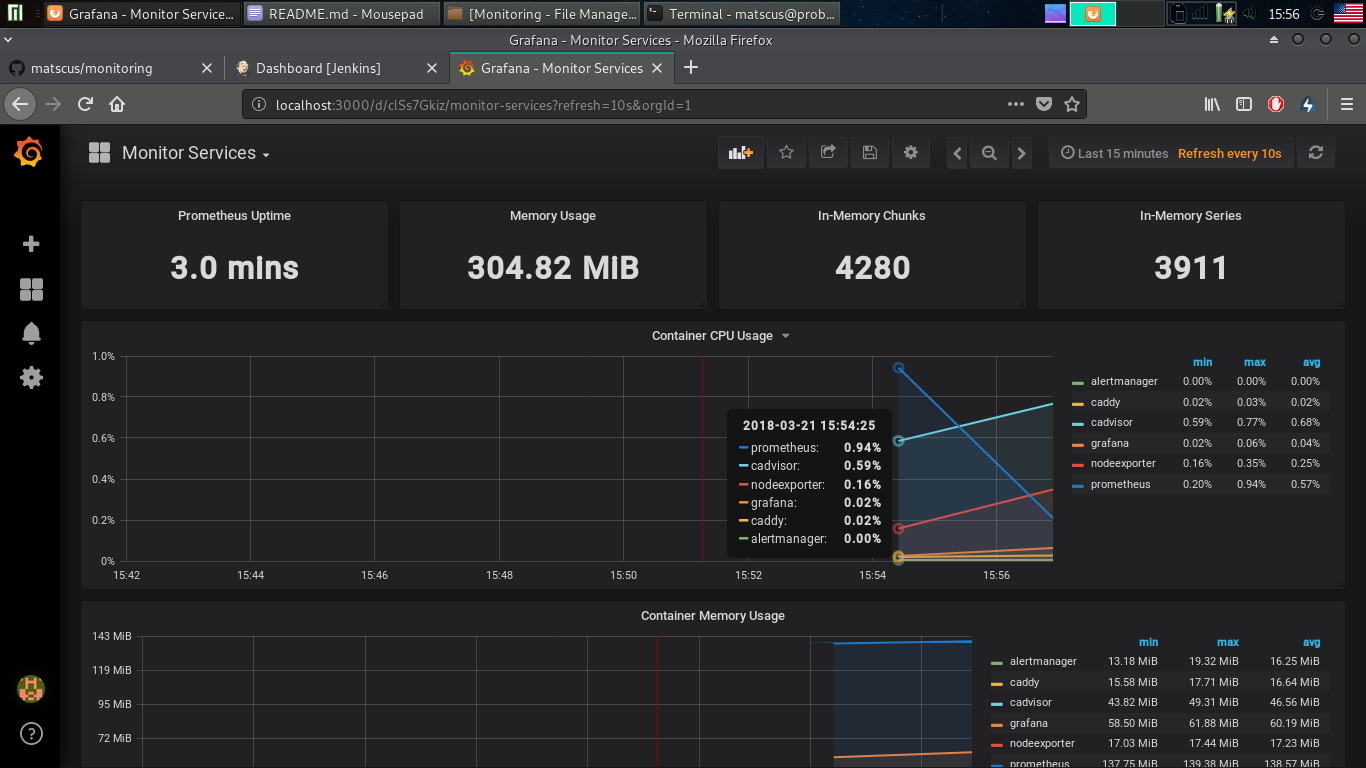 Grafana - Monitor Service...
README.md - Mousepad
[Monitoring - File Manage...
Terminal - matscus@prob...
15:56
Grafana - Monitor Services - Mozilla Firefox
matscus/monitoring
Dashboard [Jenkins]
Grafana - Monitor Services
localhost:3000/d/clSs7Gkiz/monitor-services?refresh=10s&orgId=1
Monitor Services
Last 15 minutes Refresh every 10s
Prometheus Uptime
3.0 mins
Memory Usage
304.82 MiB
In-Memory Chunks
4280
In-Memory Series
3911
Container CPU Usage
1.0%
0.8%
0.6%
0.4%
0.2%
0%
15:42 15:44 15:46 15:48 15:50 15:52 15:54 15:56
2018-03-21 15:54:25
prometheus: 0.94%
cadvisor: 0.59%
nodeexporter: 0.16%
grafana: 0.02%
caddy: 0.02%
alertmanager: 0.00%
min max avg
alertmanager 0.00% 0.00% 0.00%
caddy 0.02% 0.03% 0.02%
cadvisor 0.59% 0.77% 0.68%
grafana 0.02% 0.06% 0.04%
nodeexporter 0.16% 0.35% 0.25%
prometheus 0.20% 0.94% 0.57%
Container Memory Usage
143 MiB
119 MiB
95 MiB
72 MiB
min max avg
alertmanager 13.18 MiB 19.32 MiB 16.25 MiB
caddy 15.58 MiB 17.71 MiB 16.64 MiB
cadvisor 43.82 MiB 49.31 MiB 46.56 MiB
grafana 58.50 MiB 61.88 MiB 60.19 MiB
nodeexporter 17.03 MiB 17.44 MiB 17.23 MiB
prometheus 137.75 MiB 139.38 MiB 138.57 MiB